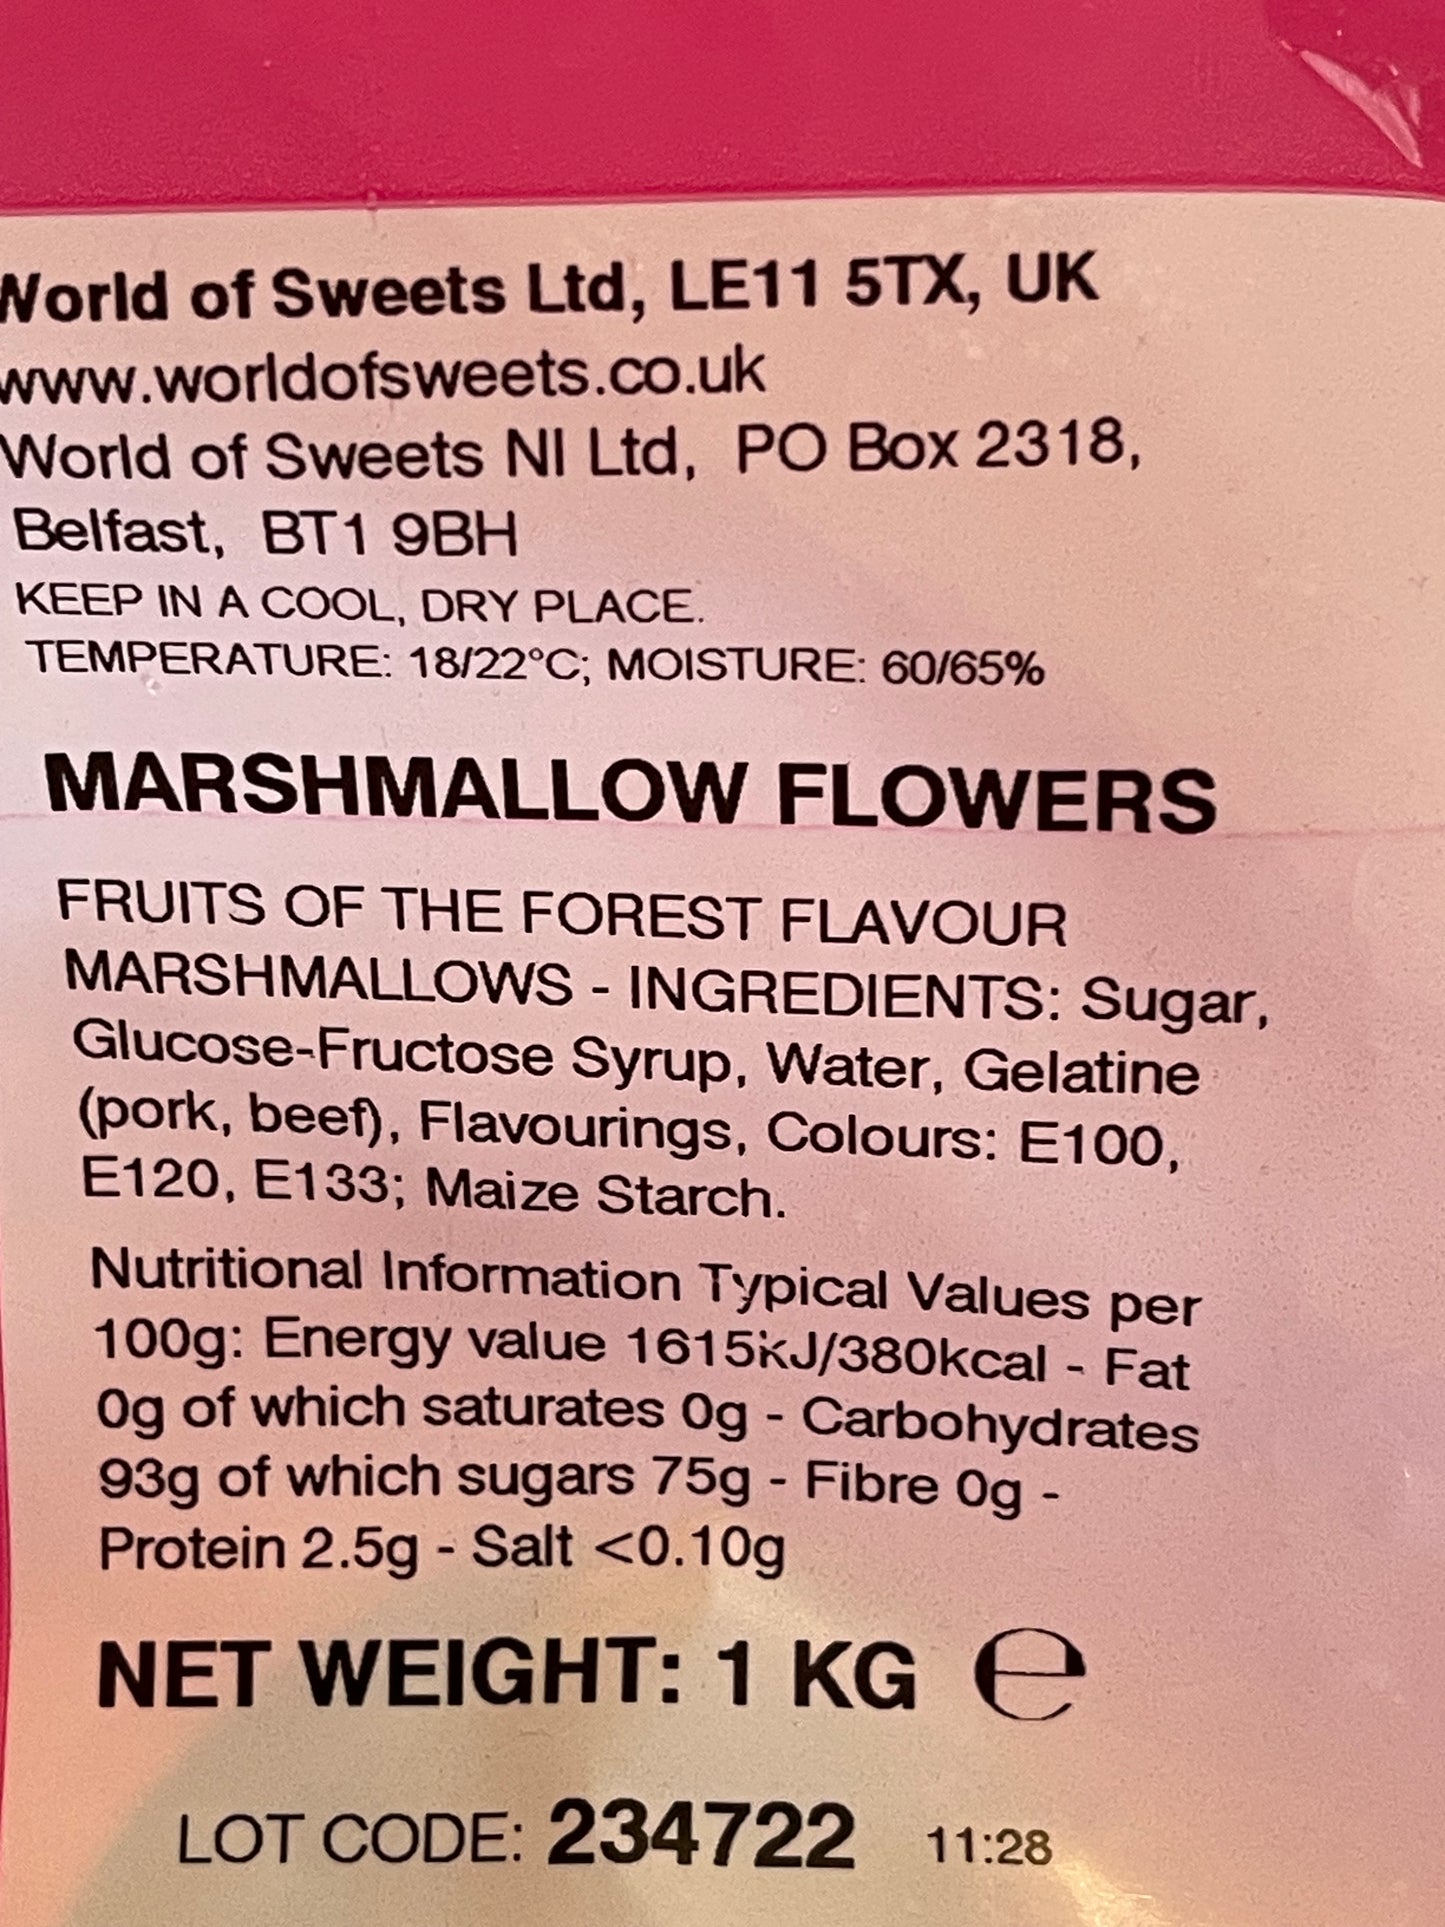 World of Sweets Ltd, LE11 5TX, UK
www.worldofsweets.co.uk
World of Sweets NI Ltd, PO Box 2318,
Belfast, BT1 9BH
KEEP IN A COOL, DRY PLACE.
TEMPERATURE: 18/22°C; MOISTURE: 60/65%
MARSHMALLOW FLOWERS
FRUITS OF THE FOREST FLAVOUR
MARSHMALLOWS - INGREDIENTS: Sugar,
Glucose-Fructose Syrup, Water, Gelatine
(pork, beef), Flavourings, Colours: E100,
E120, E133; Maize Starch.
Nutritional Information Typical Values per
100g: Energy value 1615kJ/380kcal - Fat
0g of which saturates 0g - Carbohydrates
93g of which sugars 75g - Fibre 0g -
Protein 2.5g - Salt <0.10g
NET WEIGHT: 1 KG ℮
LOT CODE: 234722 11:28